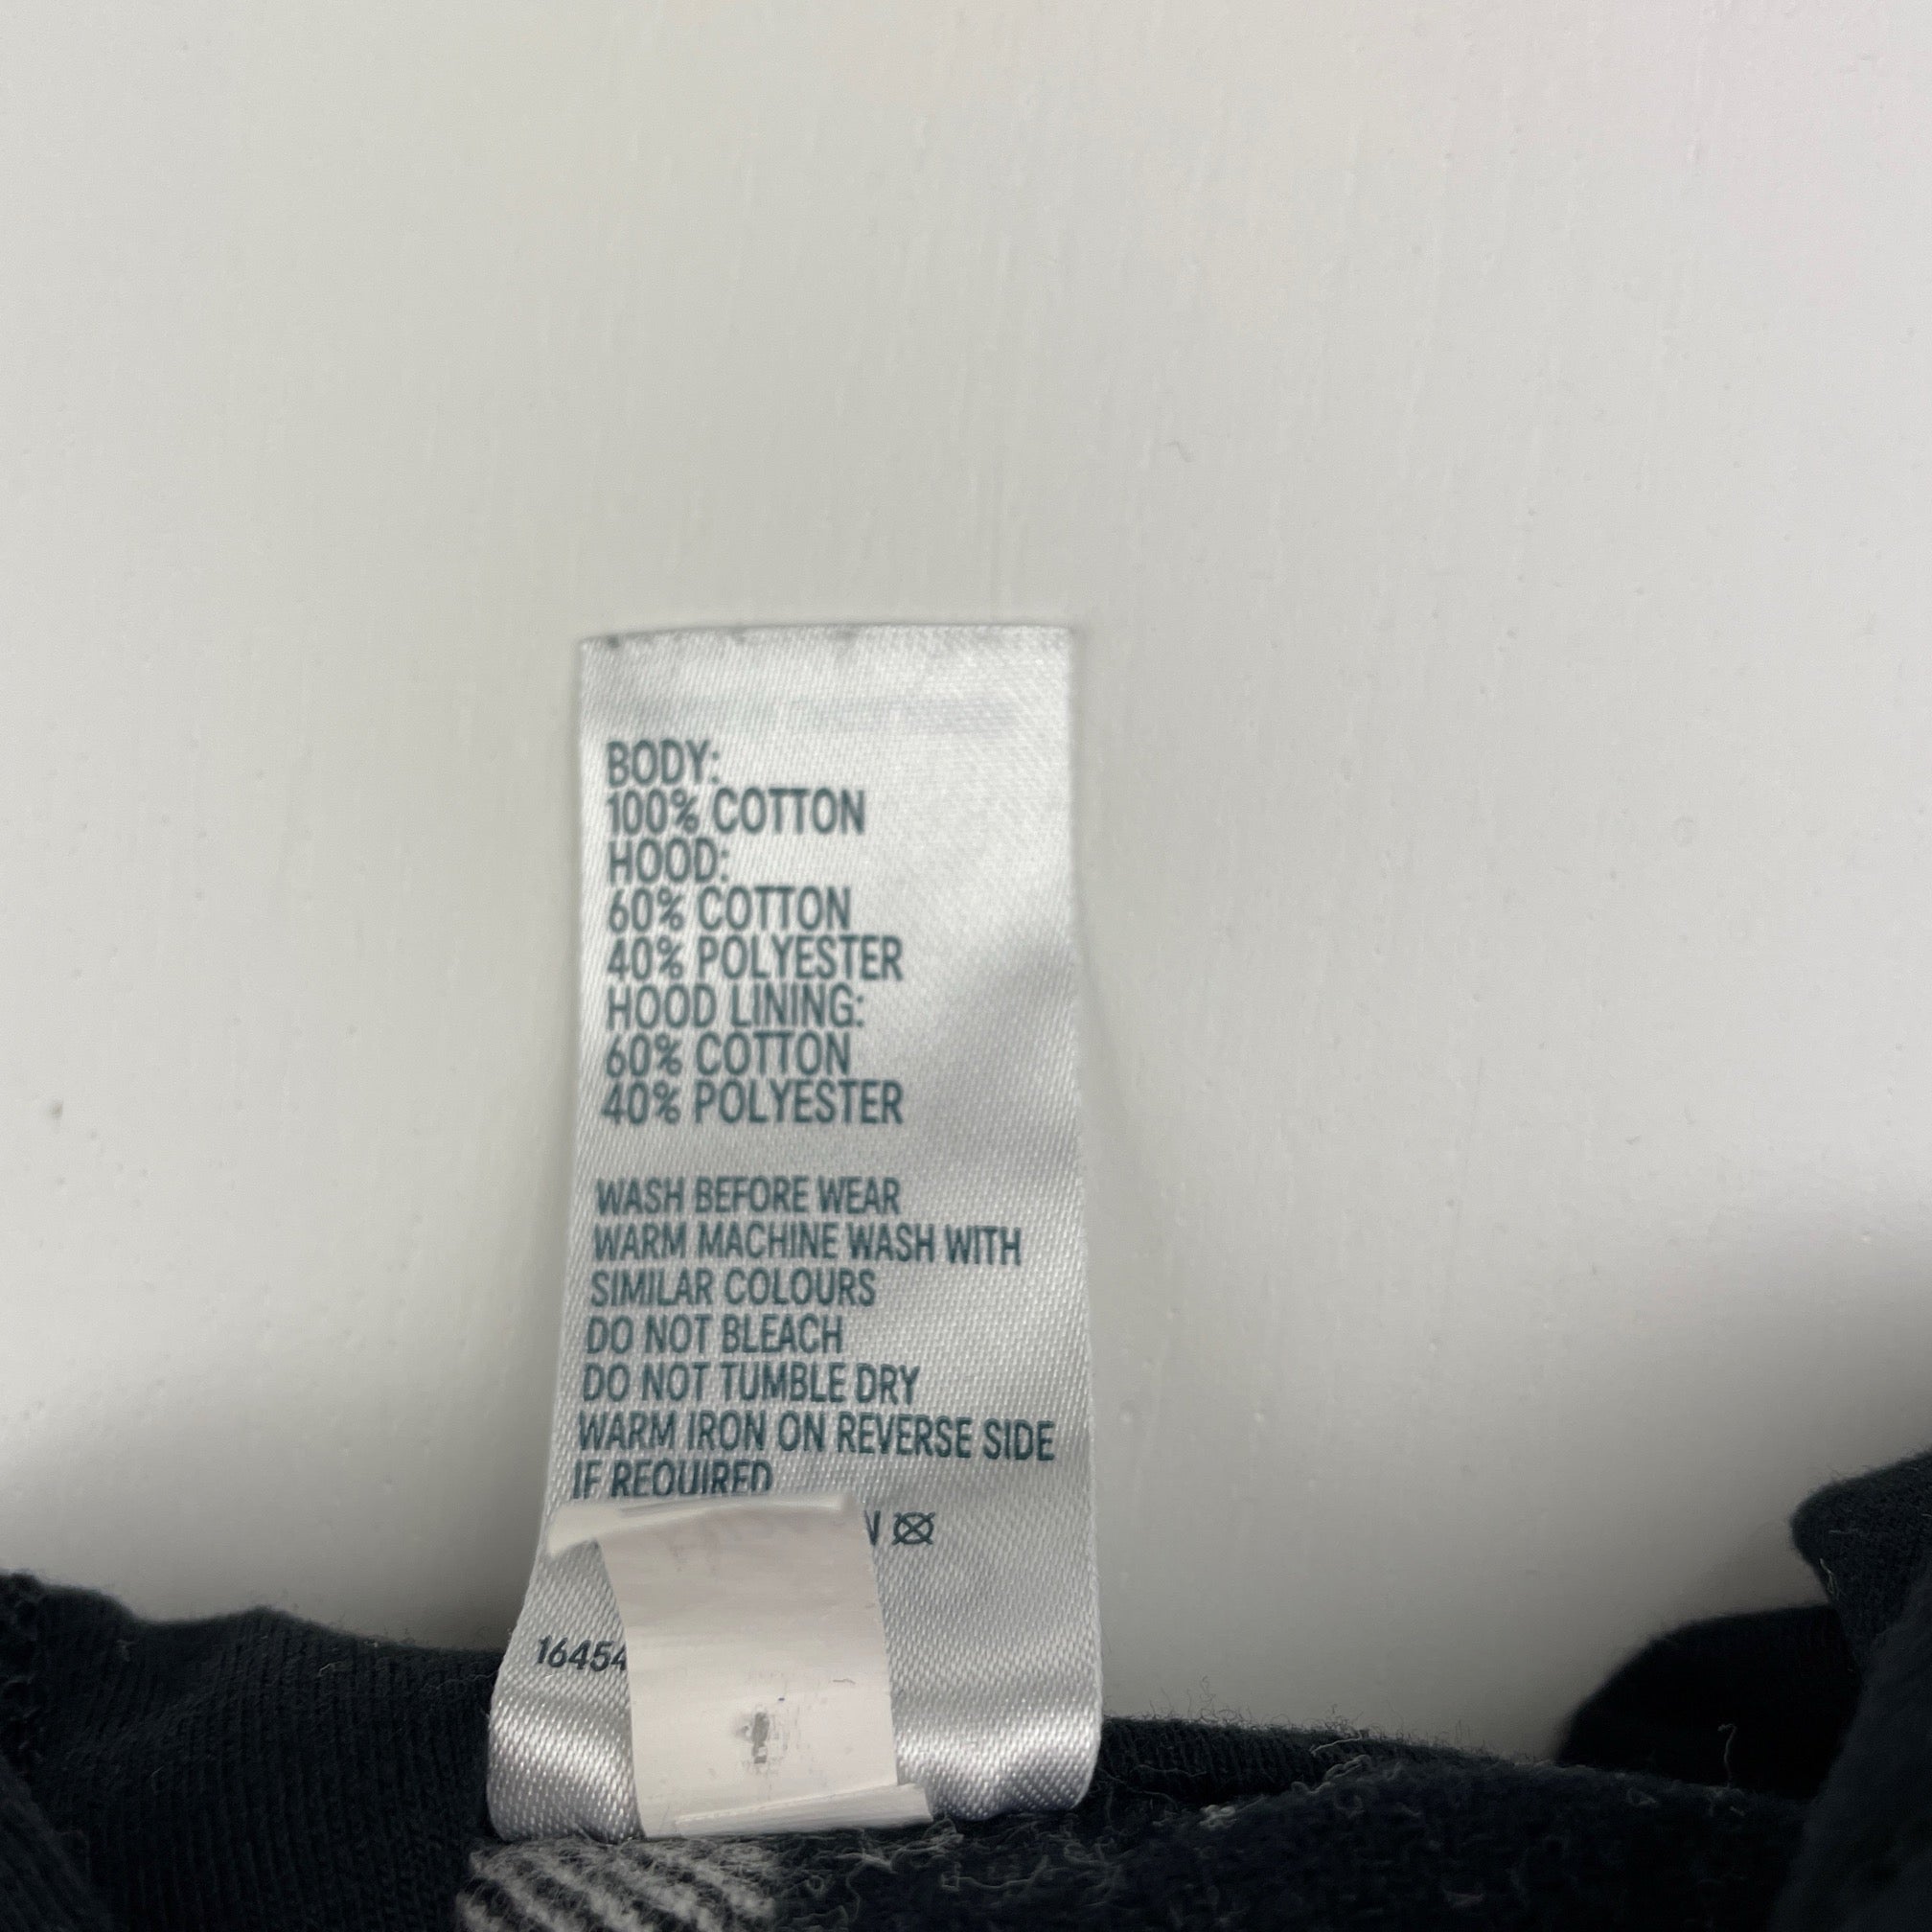 BODY:
100% COTTON
HOOD:
60% COTTON
40% POLYESTER
HOOD LINING:
60% COTTON
40% POLYESTER
WASH BEFORE WEAR
WARM MACHINE WASH WITH
SIMILAR COLOURS
DO NOT BLEACH
DO NOT TUMBLE DRY
WARM IRON ON REVERSE SIDE
IF REQUIRED